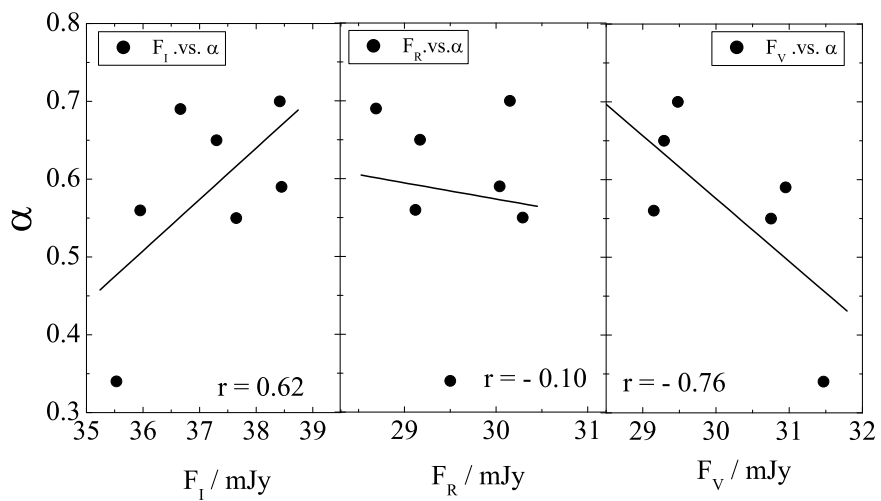 F_I .vs. α
F_R.vs.α
F_V .vs. α
0.8
0.7
0.6
0.5
0.4
0.3
α
r = 0.62
r = - 0.10
r = - 0.76
35 36 37 38 39
29 30 31
29 30 31 32
F_I / mJy
F_R / mJy
F_V / mJy